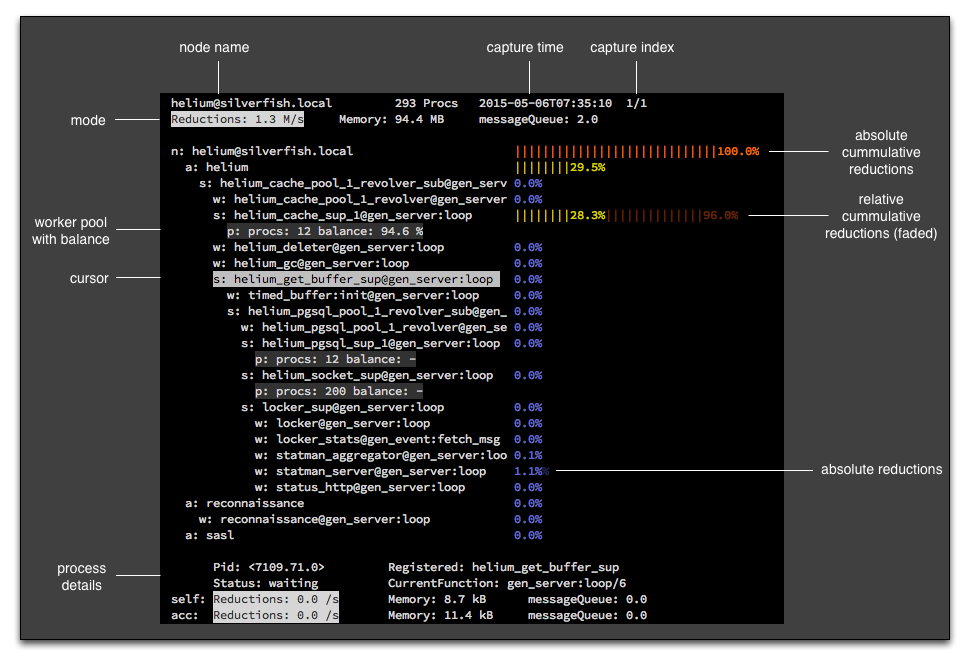 node name
capture time
capture index
helium@silverfish.local 293 Procs 2015-05-06T07:35:10 1/1
mode
Reductions: 1.3 M/s Memory: 94.4 MB messageQueue: 2.0
n: helium@silverfish.local ||||||||||||||||||||||||||||100.0%
absolute
cummulative
reductions
a: helium ||||||||29.5%
s: helium_cache_pool_1_revolver_sub@gen_serv 0.0%
w: helium_cache_pool_1_revolver@gen_server 0.0%
s: helium_cache_sup_1@gen_server:loop ||||||||28.3%||||||||||||||96.0%
relative
cummulative
reductions (faded)
worker pool
with balance
p: procs: 12 balance: 94.6 %
w: helium_deleter@gen_server:loop 0.0%
w: helium_gc@gen_server:loop 0.0%
cursor
s: helium_get_buffer_sup@gen_server:loop 0.0%
w: timed_buffer:init@gen_server:loop 0.0%
s: helium_pgsql_pool_1_revolver_sub@gen_ 0.0%
w: helium_pgsql_pool_1_revolver@gen_se 0.0%
s: helium_pgsql_sup_1@gen_server:loop 0.0%
p: procs: 12 balance: -
s: helium_socket_sup@gen_server:loop 0.0%
p: procs: 200 balance: -
s: locker_sup@gen_server:loop 0.0%
w: locker@gen_server:loop 0.0%
w: locker_stats@gen_event:fetch_msg 0.0%
w: statman_aggregator@gen_server:loo 0.1%
w: statman_server@gen_server:loop 1.1%%
absolute reductions
w: status_http@gen_server:loop 0.0%
a: reconnaissance 0.0%
w: reconnaissance@gen_server:loop 0.0%
a: sasl 0.0%
process
details
Pid: <7109.71.0> Registered: helium_get_buffer_sup
Status: waiting CurrentFunction: gen_server:loop/6
self: Reductions: 0.0 /s Memory: 8.7 kB messageQueue: 0.0
acc: Reductions: 0.0 /s Memory: 11.4 kB messageQueue: 0.0